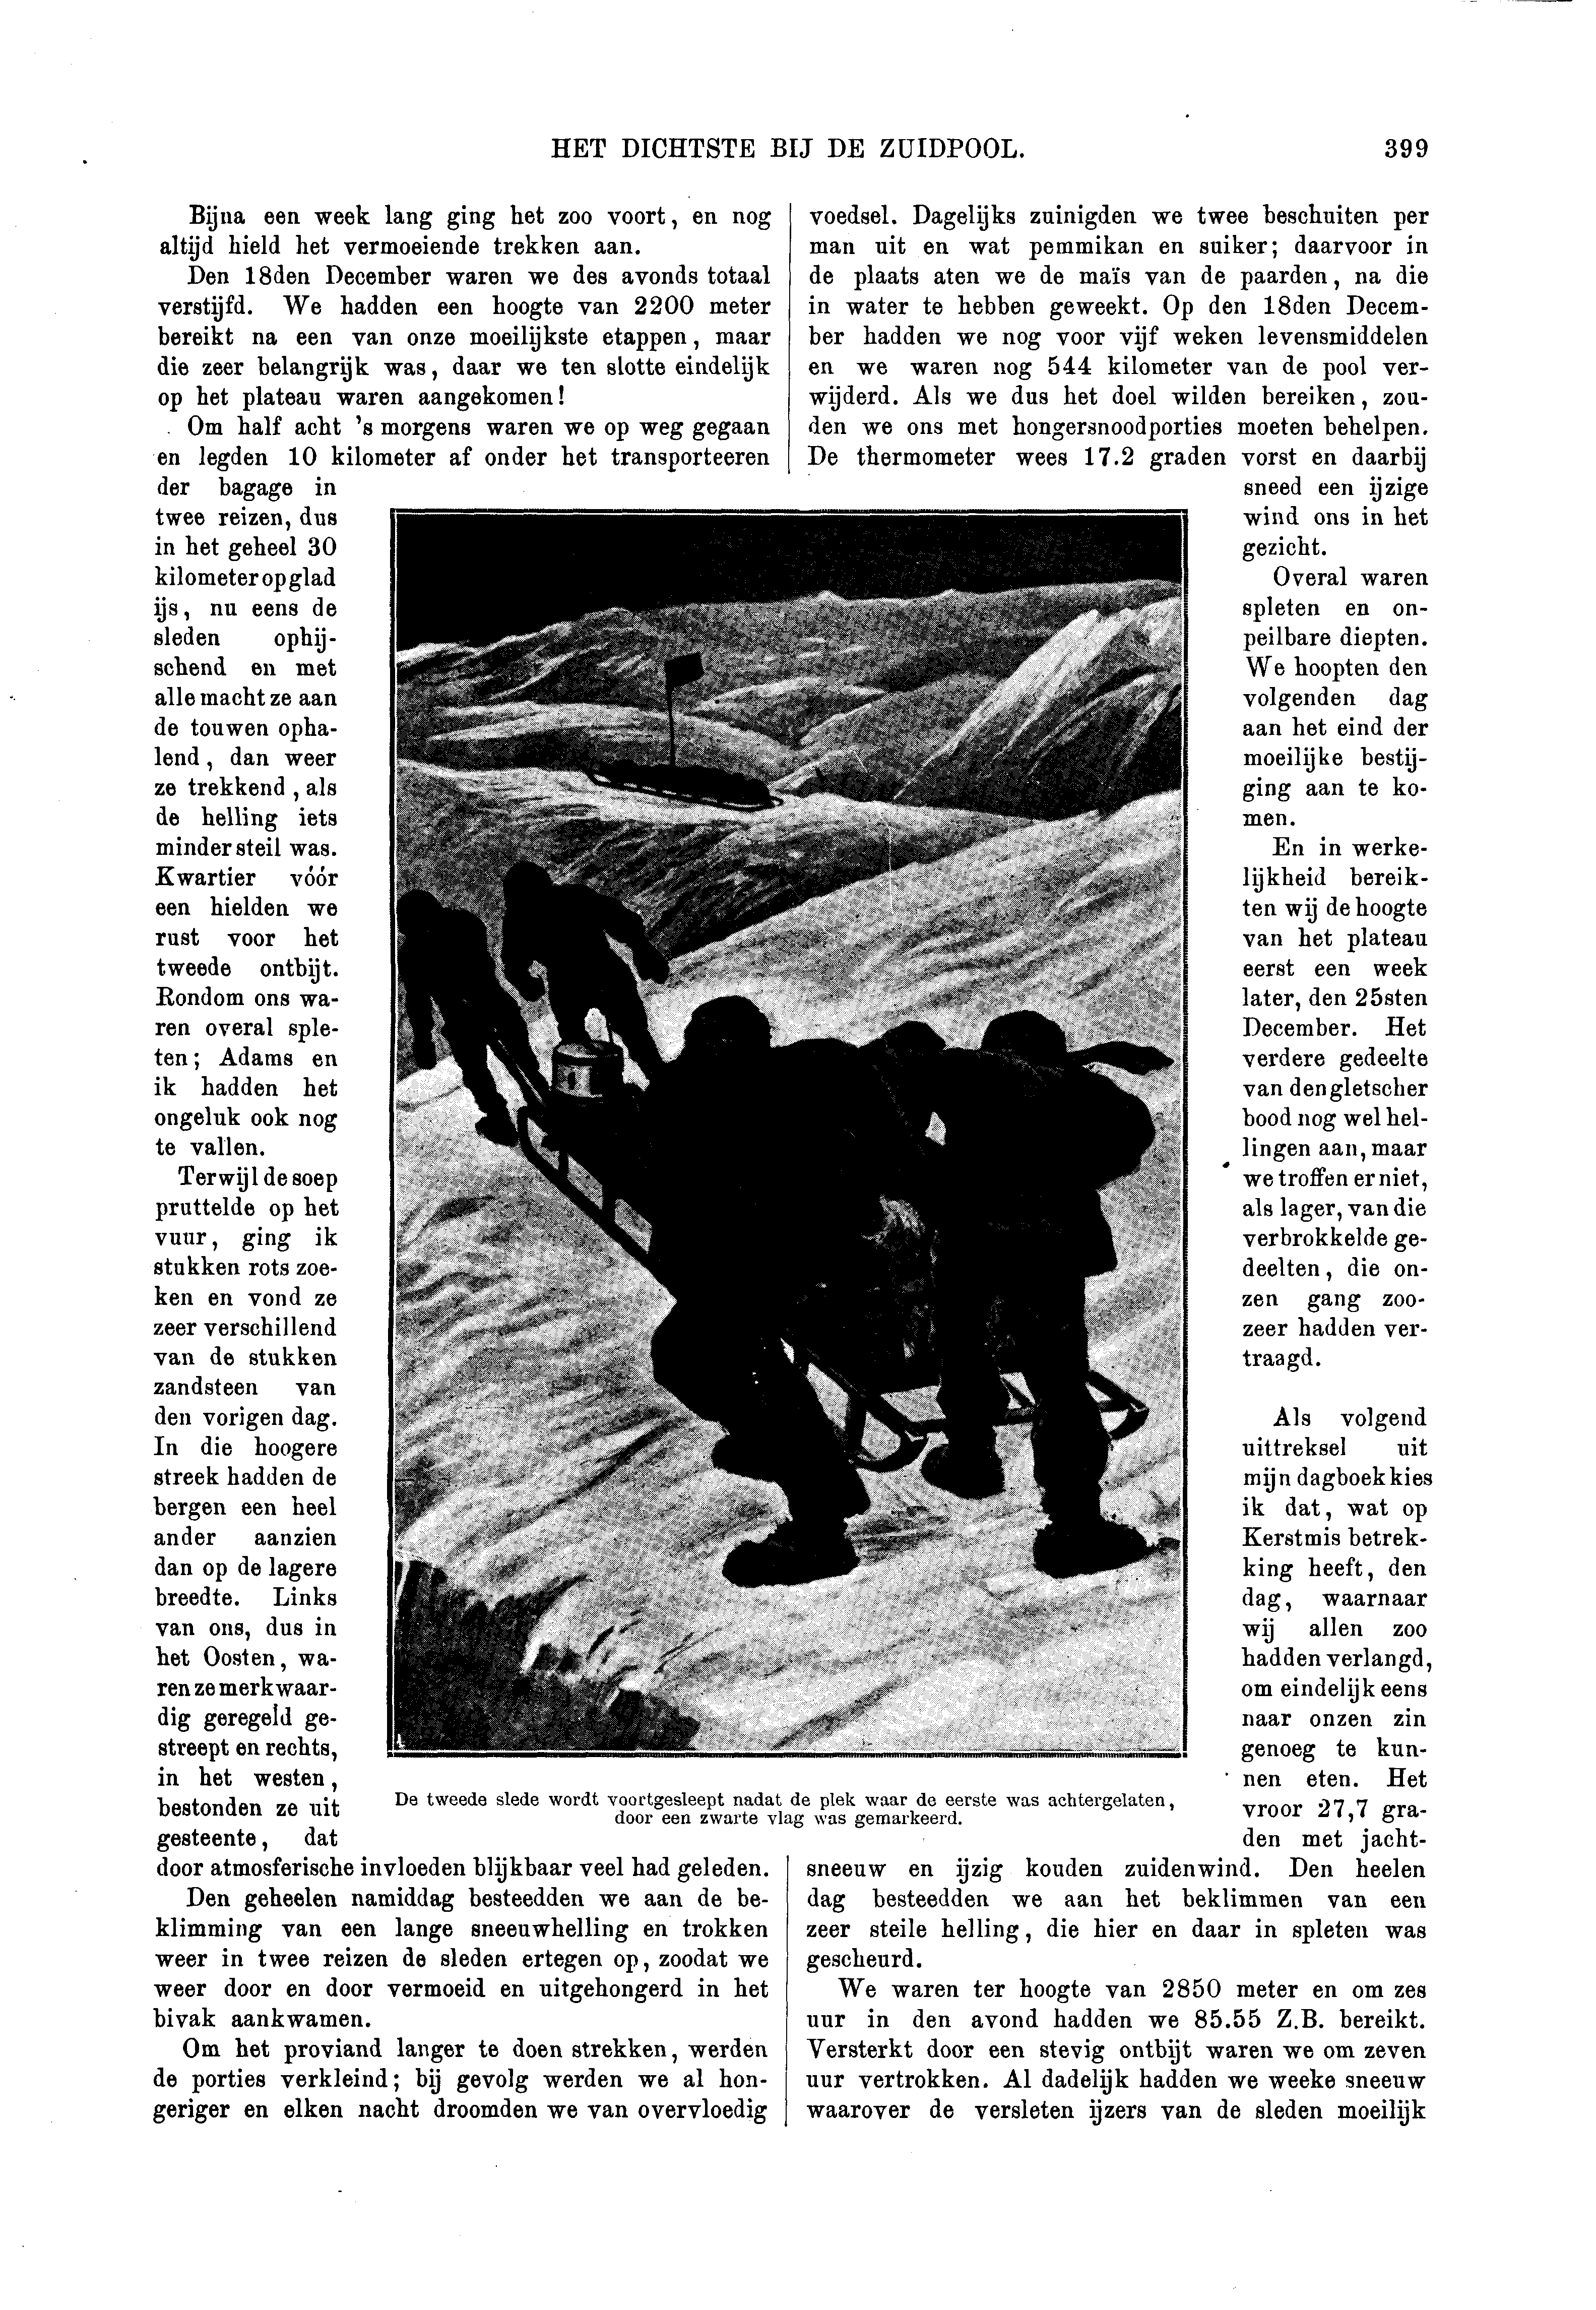 HET DICHTSTE BIJ DE ZUIDPOOL.
399
Bijna een week lang ging het zoo voort, en nog
altijd hield het vermoeiende trekken aan.
Den 18den December waren we des avonds totaal
verstijfd. We hadden een hoogte van 2200 meter
bereikt na een van onze moeilijkste etappen, maar
die zeer belangrijk was, daar we ten slotte eindelijk
op het plateau waren aangekomen!
Om half acht 's morgens waren we op weg gegaan
en legden 10 kilometer af onder het transporteeren
der bagage in
twee reizen, dus
in het geheel 30
kilometer op glad
ijs, nu eens de
sleden ophij-
schend en met
alle macht ze aan
de touwen opha-
lend, dan weer
ze trekkend, als
de helling iets
minder steil was.
Kwartier vóór
een hielden we
rust voor het
tweede ontbijt.
Rondom ons wa-
ren overal sple-
ten; Adams en
ik hadden het
ongeluk ook nog
te vallen.
Terwijl de soep
pruttelde op het
vuur, ging ik
stukken rots zoe-
ken en vond ze
zeer verschillend
van de stukken
zandsteen van
den vorigen dag.
In die hoogere
streek hadden de
bergen een heel
ander aanzien
dan op de lagere
breedte. Links
van ons, dus in
het Oosten, wa-
ren ze merkwaar-
dig geregeld ge-
streept en rechts,
in het westen,
bestonden ze uit
gesteente, dat
door atmosferische invloeden blijkbaar veel had geleden.
Den geheelen namiddag besteedden we aan de be-
klimming van een lange sneeuwhelling en trokken
weer in twee reizen de sleden ertegen op, zoodat we
weer door en door vermoeid en uitgehongerd in het
bivak aankwamen.
Om het proviand langer te doen strekken, werden
de porties verkleind; bij gevolg werden we al hon-
geriger en elken nacht droomden we van overvloedig
voedsel. Dagelijks zuinigden we twee beschuiten per
man uit en wat pemmikan en suiker; daarvoor in
de plaats aten we de maïs van de paarden, na die
in water te hebben geweekt. Op den 18den Decem-
ber hadden we nog voor vijf weken levensmiddelen
en we waren nog 544 kilometer van de pool ver-
wijderd. Als we dus het doel wilden bereiken, zou-
den we ons met hongersnoodporties moeten behelpen.
De thermometer wees 17.2 graden vorst en daarbij
sneed een ijzige
wind ons in het
gezicht.
Overal waren
spleten en on-
peilbare diepten.
We hoopten den
volgenden dag
aan het eind der
moeilijke bestij-
ging aan te ko-
men.
En in werke-
lijkheid bereik-
ten wij de hoogte
van het plateau
eerst een week
later, den 25sten
December. Het
verdere gedeelte
van den gletscher
bood nog wel hel-
lingen aan, maar
we troffen er niet,
als lager, van die
verbrokkelde ge-
deelten, die on-
zen gang zoo-
zeer hadden ver-
traagd.
Als volgend
uittreksel uit
mijn dagboek kies
ik dat, wat op
Kerstmis betrek-
king heeft, den
dag, waarnaar
wij allen zoo
hadden verlangd,
om eindelijk eens
naar onzen zin
genoeg te kun-
nen eten. Het
vroor 27,7 gra-
den met jacht-
sneeuw en ijzig kouden zuidenwind. Den heelen
dag besteedden we aan het beklimmen van een
zeer steile helling, die hier en daar in spleten was
gescheurd.
We waren ter hoogte van 2850 meter en om zes
uur in den avond hadden we 85.55 Z.B. bereikt.
Versterkt door een stevig ontbijt waren we om zeven
uur vertrokken. Al dadelijk hadden we weeke sneeuw
waarover de versleten ijzers van de sleden moeilijk
De tweede slede wordt voortgesleept nadat de plek waar de eerste was achtergelaten,
door een zwarte vlag was gemarkeerd.